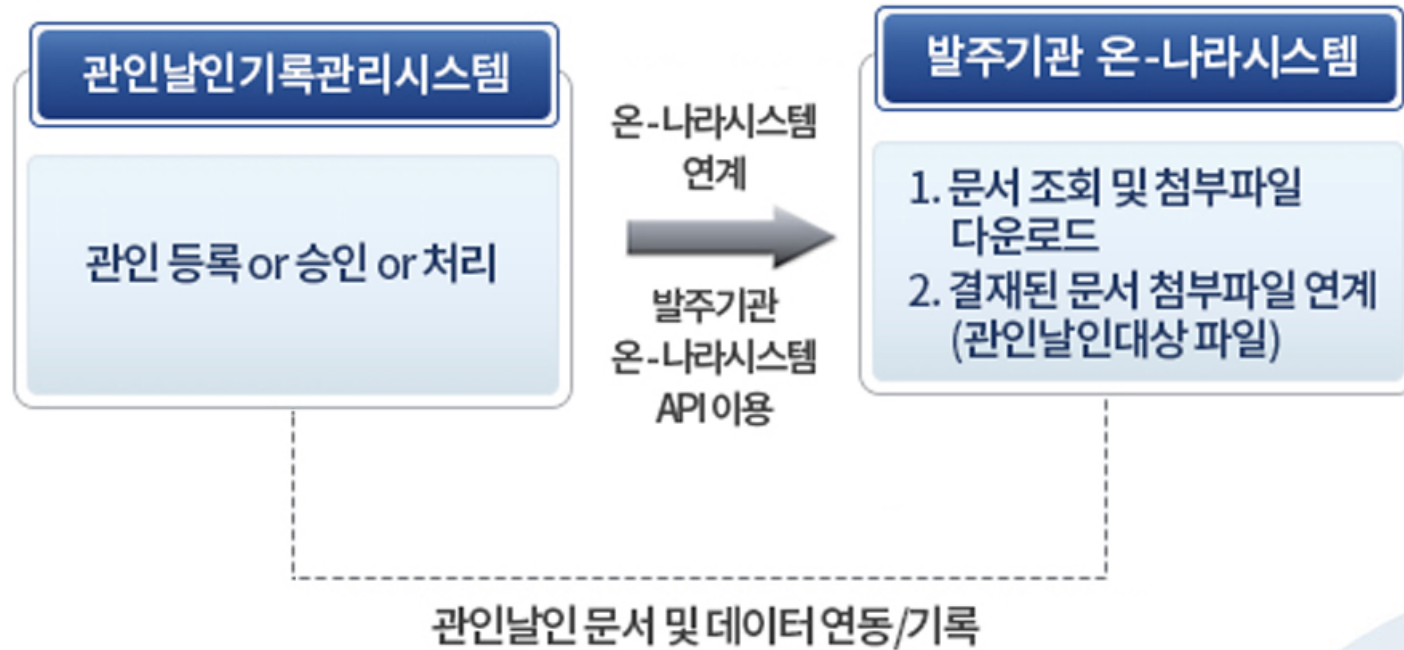 관인날인기록관리시스템
관인 등록 or 승인 or 처리
온-나라시스템
연계
발주기관
온-나라시스템
API 이용
발주기관 온-나라시스템
1. 문서 조회 및 첨부파일
다운로드
2. 결재된 문서 첨부파일 연계
(관인날인대상 파일)
관인날인 문서 및 데이터 연동/기록